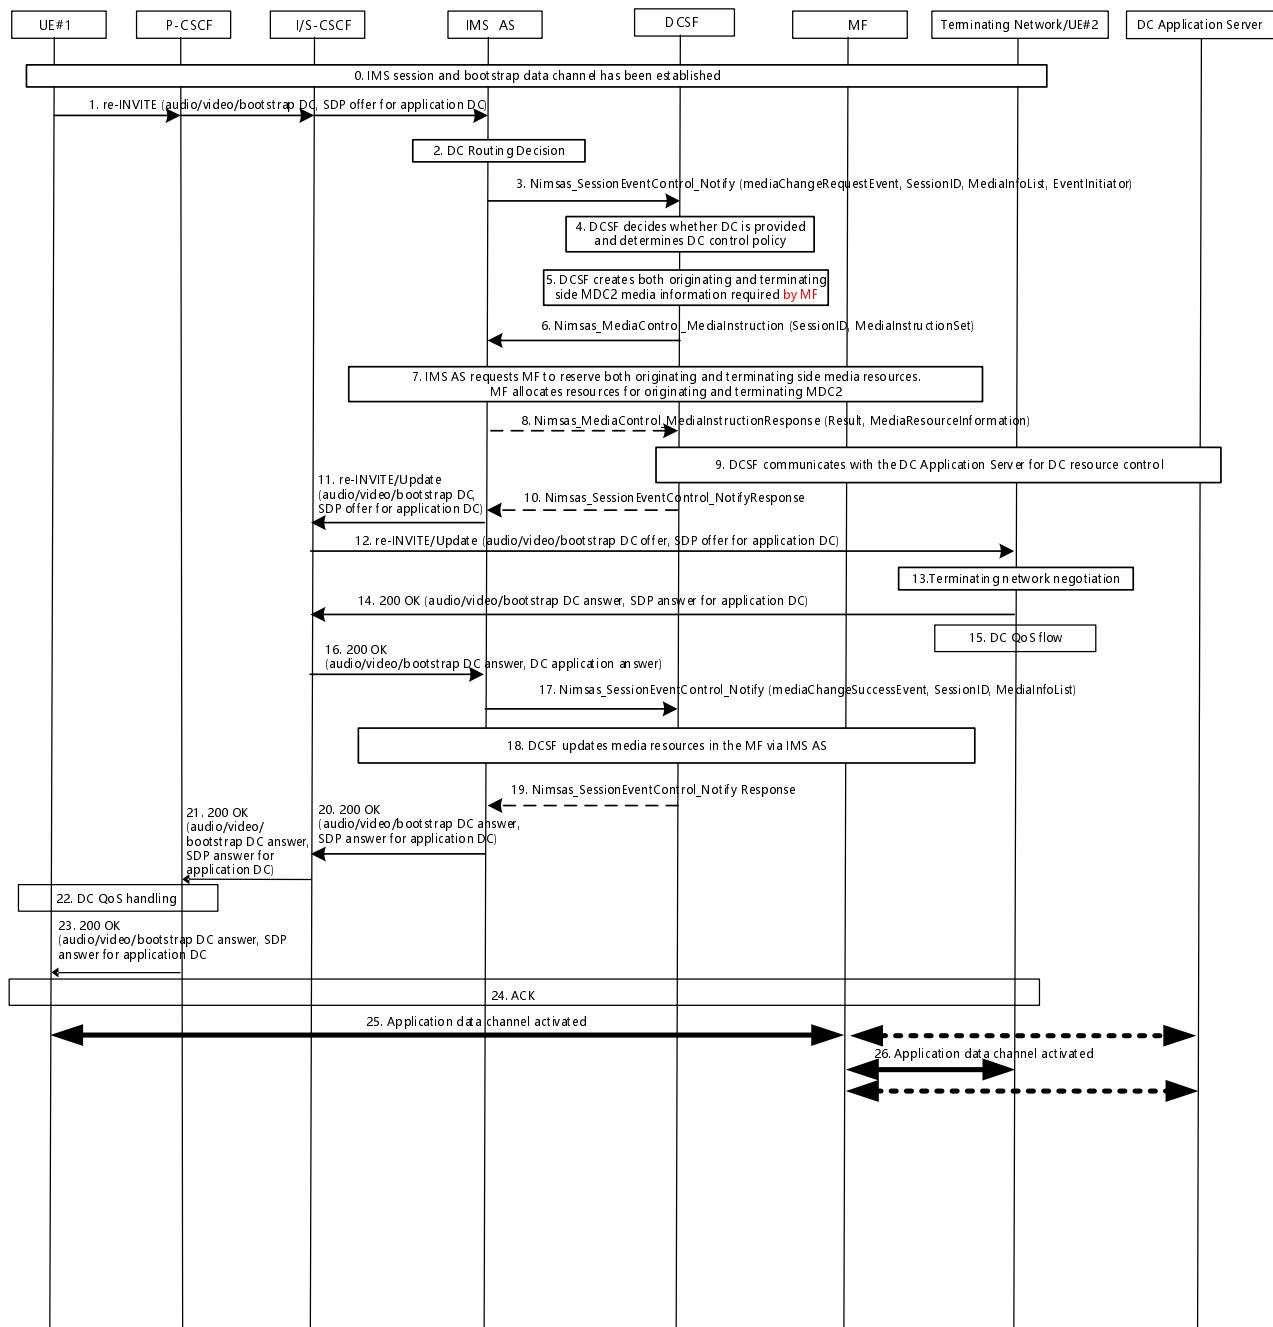 UE#1
P-CSCF
I/S-CSCF
IMS AS
DCSF
MF
Terminating Network/UE#2
DC Application Server
0. IMS session and bootstrap data channel has been established
1. re-INVITE (audio/video/bootstrap DC, SDP offer for application DC)
2. DC Routing Decision
3. Nimsas_SessionEventControl_Notify (mediaChangeRequestEvent, SessionID, MediaInfoList, EventInitiator)
4. DCSF decides whether DC is provided
and determines DC control policy
5. DCSF creates both originating and terminating
side MDC2 media information required by MF
6. Nimsas_MediaControl_MediaInstruction (SessionID, MediaInstructionSet)
7. IMS AS requests MF to reserve both originating and terminating side media resources.
MF allocates resources for originating and terminating MDC2
8. Nimsas_MediaControl_MediaInstructionResponse (Result, MediaResourceInformation)
9. DCSF communicates with the DC Application Server for DC resource control
10. Nimsas_SessionEventControl_NotifyResponse
11. re-INVITE/Update
(audio/video/bootstrap DC,
SDP offer for application DC)
12. re-INVITE/Update (audio/video/bootstrap DC offer, SDP offer for application DC)
13.Terminating network negotiation
14. 200 OK (audio/video/bootstrap DC answer, SDP answer for application DC)
15. DC QoS flow
16. 200 OK
(audio/video/bootstrap DC answer, DC application answer)
17. Nimsas_SessionEventControl_Notify (mediaChangeSuccessEvent, SessionID, MediaInfoList)
18. DCSF updates media resources in the MF via IMS AS
19. Nimsas_SessionEventControl_Notify Response
20. 200 OK
(audio/video/bootstrap DC answer,
SDP answer for application DC)
21. 200 OK
(audio/video/
bootstrap DC answer,
SDP answer for
application DC)
22. DC QoS handling
23. 200 OK
(audio/video/bootstrap DC answer, SDP
answer for application DC
24. ACK
25. Application data channel activated
26. Application data channel activated